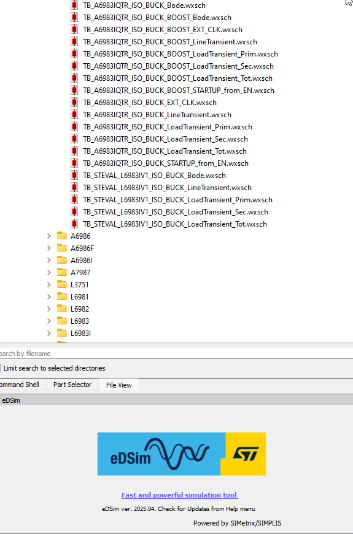 TB_A6983IQTR_ISO_BUCK_Bode.wxsch
TB_A6983IQTR_ISO_BUCK_BOOST_Bode.wxsch
TB_A6983IQTR_ISO_BUCK_BOOST_EXT_CLK.wxsch
TB_A6983IQTR_ISO_BUCK_BOOST_LineTransient.wxsch
TB_A6983IQTR_ISO_BUCK_BOOST_LoadTransient_Prim.wxsch
TB_A6983IQTR_ISO_BUCK_BOOST_LoadTransient_Sec.wxsch
TB_A6983IQTR_ISO_BUCK_BOOST_LoadTransient_Tot.wxsch
TB_A6983IQTR_ISO_BUCK_BOOST_STARTUP_from_EN.wxsch
TB_A6983IQTR_ISO_BUCK_EXT_CLK.wxsch
TB_A6983IQTR_ISO_BUCK_LineTransient.wxsch
TB_A6983IQTR_ISO_BUCK_LoadTransient_Prim.wxsch
TB_A6983IQTR_ISO_BUCK_LoadTransient_Sec.wxsch
TB_A6983IQTR_ISO_BUCK_LoadTransient_Tot.wxsch
TB_A6983IQTR_ISO_BUCK_STARTUP_from_EN.wxsch
TB_STEVAL_L6983IV1_ISO_BUCK_Bode.wxsch
TB_STEVAL_L6983IV1_ISO_BUCK_LineTransient.wxsch
TB_STEVAL_L6983IV1_ISO_BUCK_LoadTransient_Prim.wxsch
TB_STEVAL_L6983IV1_ISO_BUCK_LoadTransient_Sec.wxsch
TB_STEVAL_L6983IV1_ISO_BUCK_LoadTransient_Tot.wxsch
A6986
A6986F
A6986I
A7987
L3751
L6981
L6982
L6983
L6983I
earch by filename
Limit search to selected directories
ommand Shell Part Selector File View
eDSim
eDSim ST
Fast and powerful simulation tool
eDSim ver. 2025.04. Check for Updates from Help menu
Powered by SIMetrix/SIMPLIS